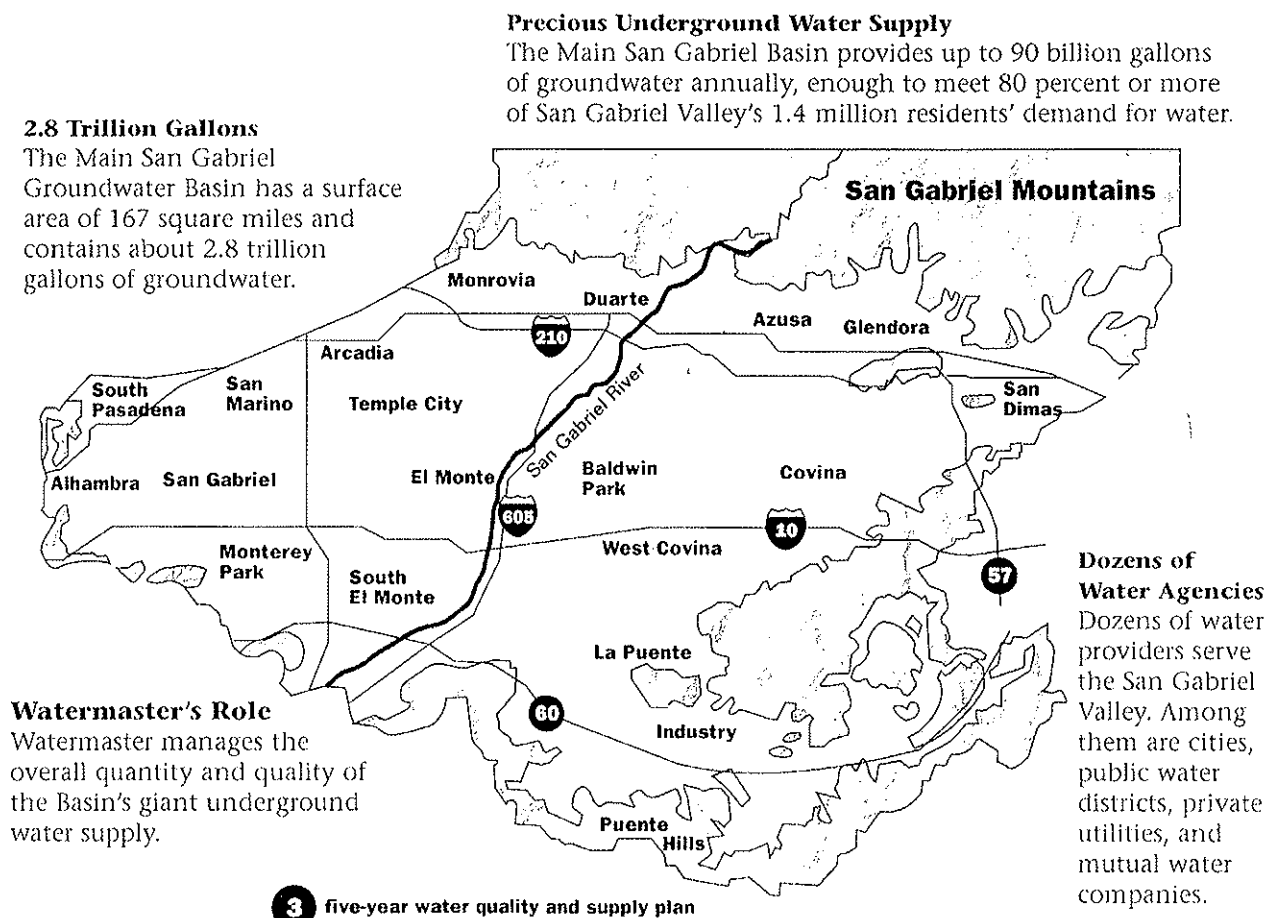 Precious Underground Water Supply
The Main San Gabriel Basin provides up to 90 billion gallons
of groundwater annually, enough to meet 80 percent or more
of San Gabriel Valley's 1.4 million residents' demand for water.
2.8 Trillion Gallons
The Main San Gabriel
Groundwater Basin has a surface
area of 167 square miles and
contains about 2.8 trillion
gallons of groundwater.
San Gabriel Mountains
Monrovia
Duarte
Azusa
Glendora
210
Arcadia
South
Pasadena
San
Marino
Temple City
San Gabriel River
San
Dimas
Alhambra
San Gabriel
El Monte
Baldwin
Park
Covina
605
10
Monterey
Park
West Covina
South
El Monte
57
La Puente
60
Industry
Puente
Hills
Dozens of
Water Agencies
Dozens of water
providers serve
the San Gabriel
Valley. Among
them are cities,
public water
districts, private
utilities, and
mutual water
companies.
Watermaster's Role
Watermaster manages the
overall quantity and quality of
the Basin's giant underground
water supply.
3 five-year water quality and supply plan